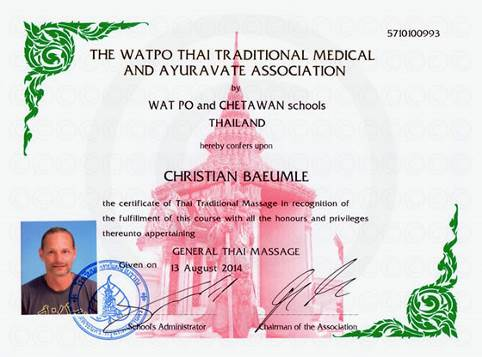 5710100993
THE WATPO THAI TRADITIONAL MEDICAL
AND AYURAVATE ASSOCIATION
by
WAT PO and CHETAWAN schools
THAILAND
hereby confers upon
CHRISTIAN BAEUMLE
the certificate of Thai Traditional Massage in recognition of
the fulfillment of this course with all the honours and privileges
thereunto appertaining
GENERAL THAI MASSAGE
Given on 13 August 2014
School's Administrator
Chairman of the Association